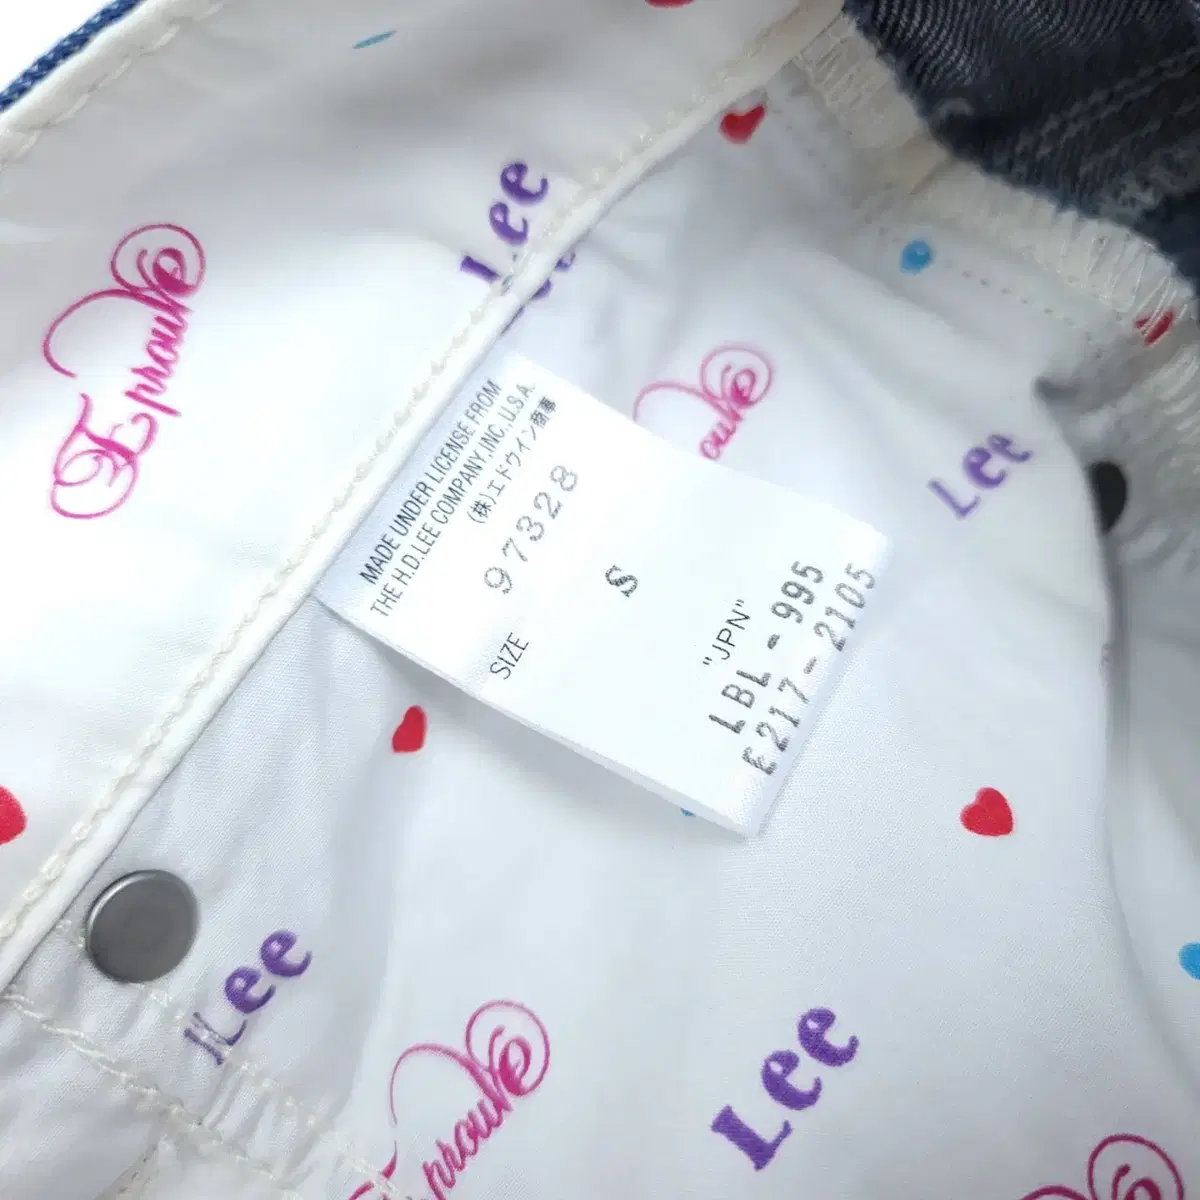 Lee
Lee
MADE UNDER LICENSE FROM
THE H.D.LEE COMPANY,INC.,U.S.A.
(株)エドウイン商事
97328
SIZE S
"JPN"
LBL-995
E217-2105
Lee
Lee